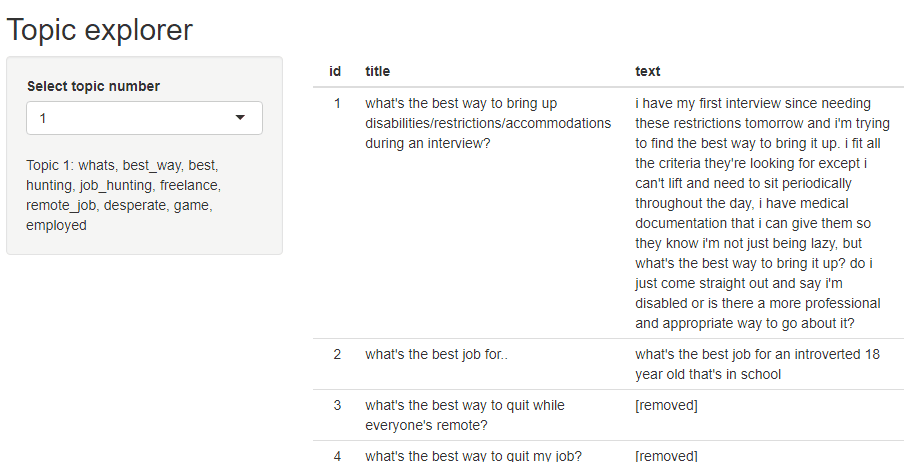 Topic explorer
Select topic number
1
Topic 1: whats, best_way, best,
hunting, job_hunting, freelance,
remote_job, desperate, game,
employed
id title text
1 what's the best way to bring up
disabilities/restrictions/accommodations
during an interview?
i have my first interview since needing
these restrictions tomorrow and i'm trying
to find the best way to bring it up. i fit all
the criteria they're looking for except i
can't lift and need to sit periodically
throughout the day, i have medical
documentation that i can give them so
they know i'm not just being lazy, but
what's the best way to bring it up? do i
just come straight out and say i'm
disabled or is there a more professional
and appropriate way to go about it?
2 what's the best job for..
what's the best job for an introverted 18
year old that's in school
3 what's the best way to quit while
everyone's remote?
[removed]
4 what's the best way to quit my job?
[removed]